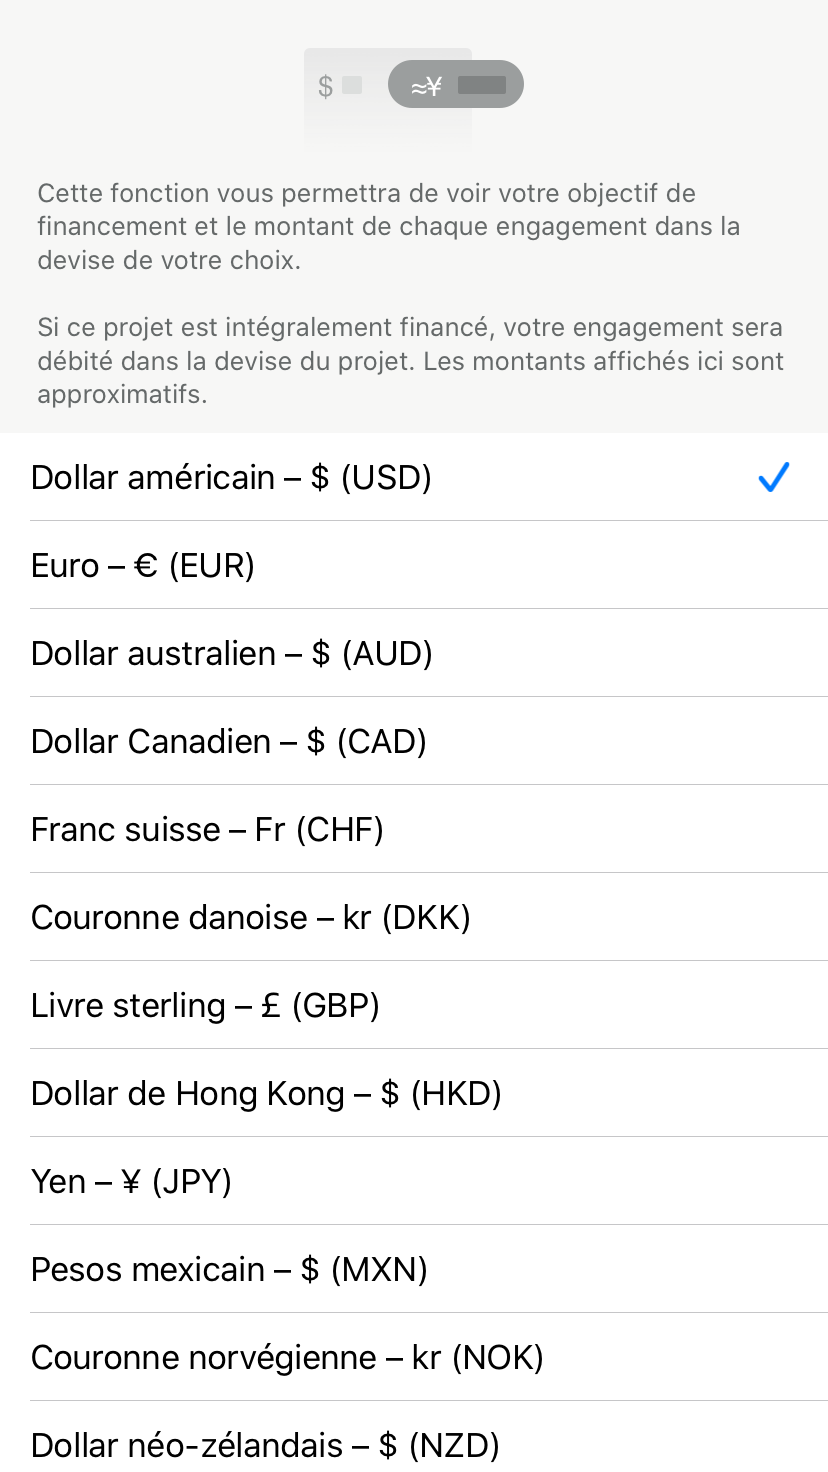 $ ≈¥
Cette fonction vous permettra de voir votre objectif de
financement et le montant de chaque engagement dans la
devise de votre choix.
Si ce projet est intégralement financé, votre engagement sera
débité dans la devise du projet. Les montants affichés ici sont
approximatifs.
Dollar américain – $ (USD)
Euro – € (EUR)
Dollar australien – $ (AUD)
Dollar Canadien – $ (CAD)
Franc suisse – Fr (CHF)
Couronne danoise – kr (DKK)
Livre sterling – £ (GBP)
Dollar de Hong Kong – $ (HKD)
Yen – ¥ (JPY)
Pesos mexicain – $ (MXN)
Couronne norvégienne – kr (NOK)
Dollar néo-zélandais – $ (NZD)